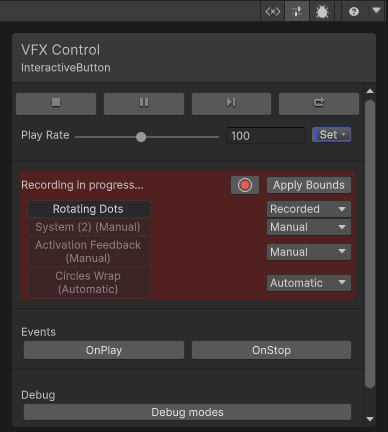 VFX Control
InteractiveButton
Play Rate 100 Set
Recording in progress... Apply Bounds
Rotating Dots Recorded
System (2) (Manual) Manual
Activation Feedback
(Manual) Manual
Circles Wrap
(Automatic) Automatic
Events
OnPlay OnStop
Debug
Debug modes